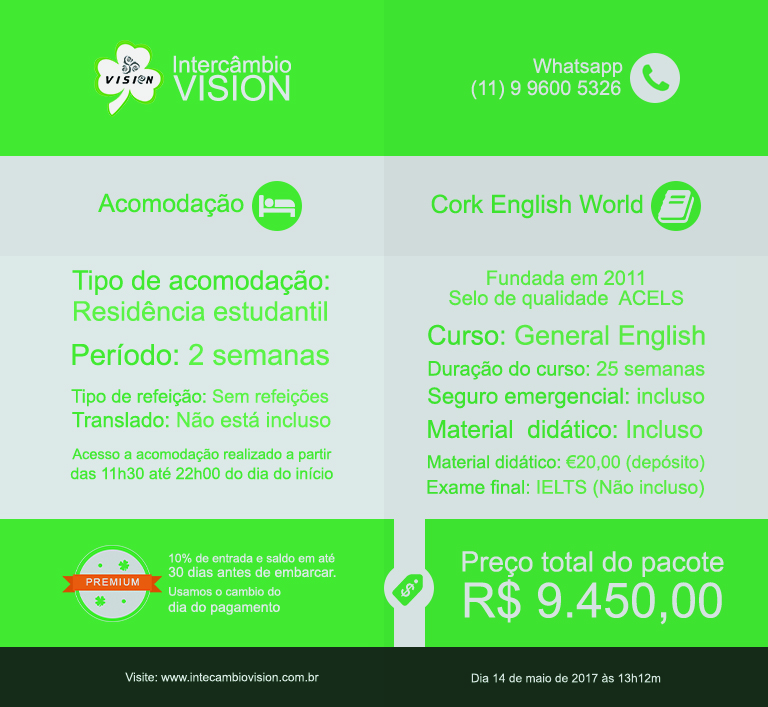 VISION
Intercâmbio
VISION
Whatsapp
(11) 9 9600 5326
Acomodação
Cork English World
Tipo de acomodação:
Residência estudantil
Período: 2 semanas
Tipo de refeição: Sem refeições
Translado: Não está incluso
Acesso a acomodação realizado a partir
das 11h30 até 22h00 do dia do início
Fundada em 2011
Selo de qualidade ACELS
Curso: General English
Duração do curso: 25 semanas
Seguro emergencial: incluso
Material didático: Incluso
Material didático: €20,00 (depósito)
Exame final: IELTS (Não incluso)
PREMIUM
10% de entrada e saldo em até
30 dias antes de embarcar.
Usamos o cambio do
dia do pagamento
Preço total do pacote
R$ 9.450,00
Visite: www.intecambiovision.com.br
Dia 14 de maio de 2017 às 13h12m